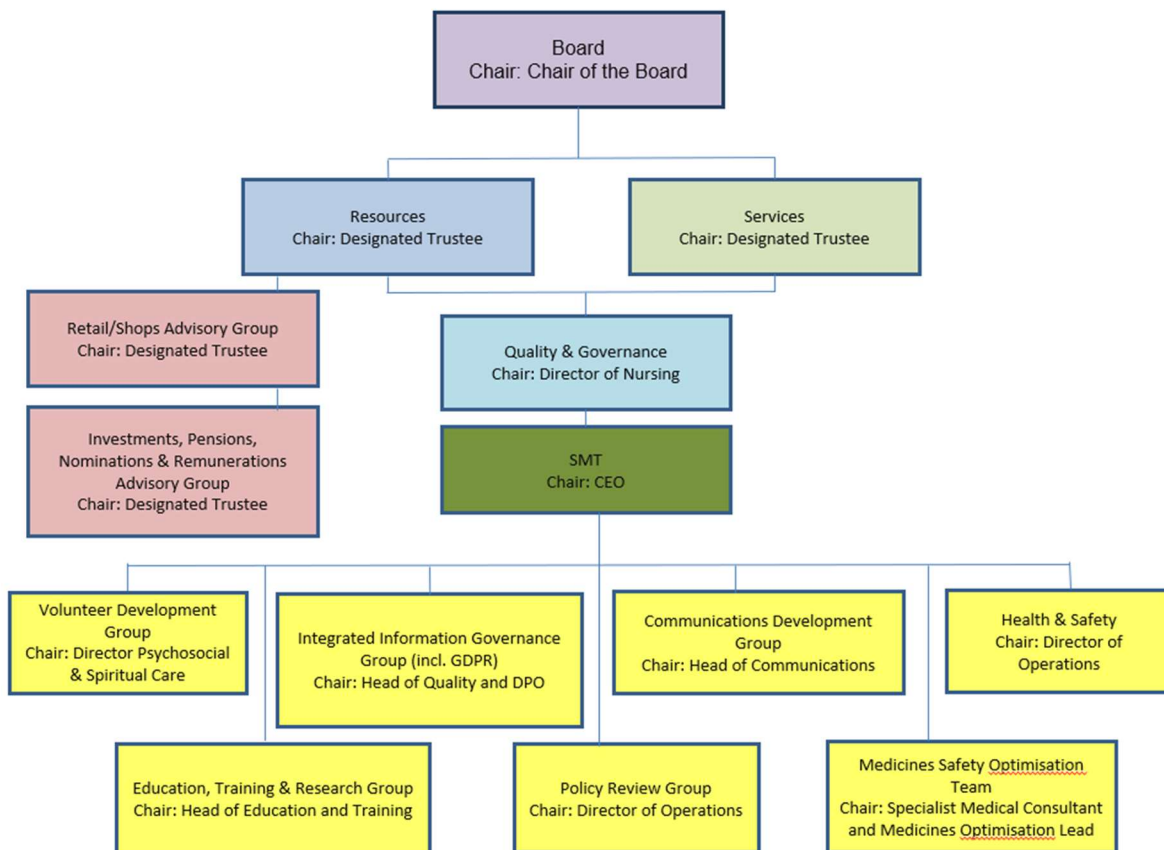 Board
Chair: Chair of the Board
Resources
Chair: Designated Trustee
Services
Chair: Designated Trustee
Retail/Shops Advisory Group
Chair: Designated Trustee
Quality & Governance
Chair: Director of Nursing
Investments, Pensions,
Nominations & Remunerations
Advisory Group
Chair: Designated Trustee
SMT
Chair: CEO
Volunteer Development
Group
Chair: Director Psychosocial
& Spiritual Care
Integrated Information Governance
Group (incl. GDPR)
Chair: Head of Quality and DPO
Communications Development
Group
Chair: Head of Communications
Health & Safety
Chair: Director of
Operations
Education, Training & Research Group
Chair: Head of Education and Training
Policy Review Group
Chair: Director of Operations
Medicines Safety Optimisation
Team
Chair: Specialist Medical Consultant
and Medicines Optimisation Lead